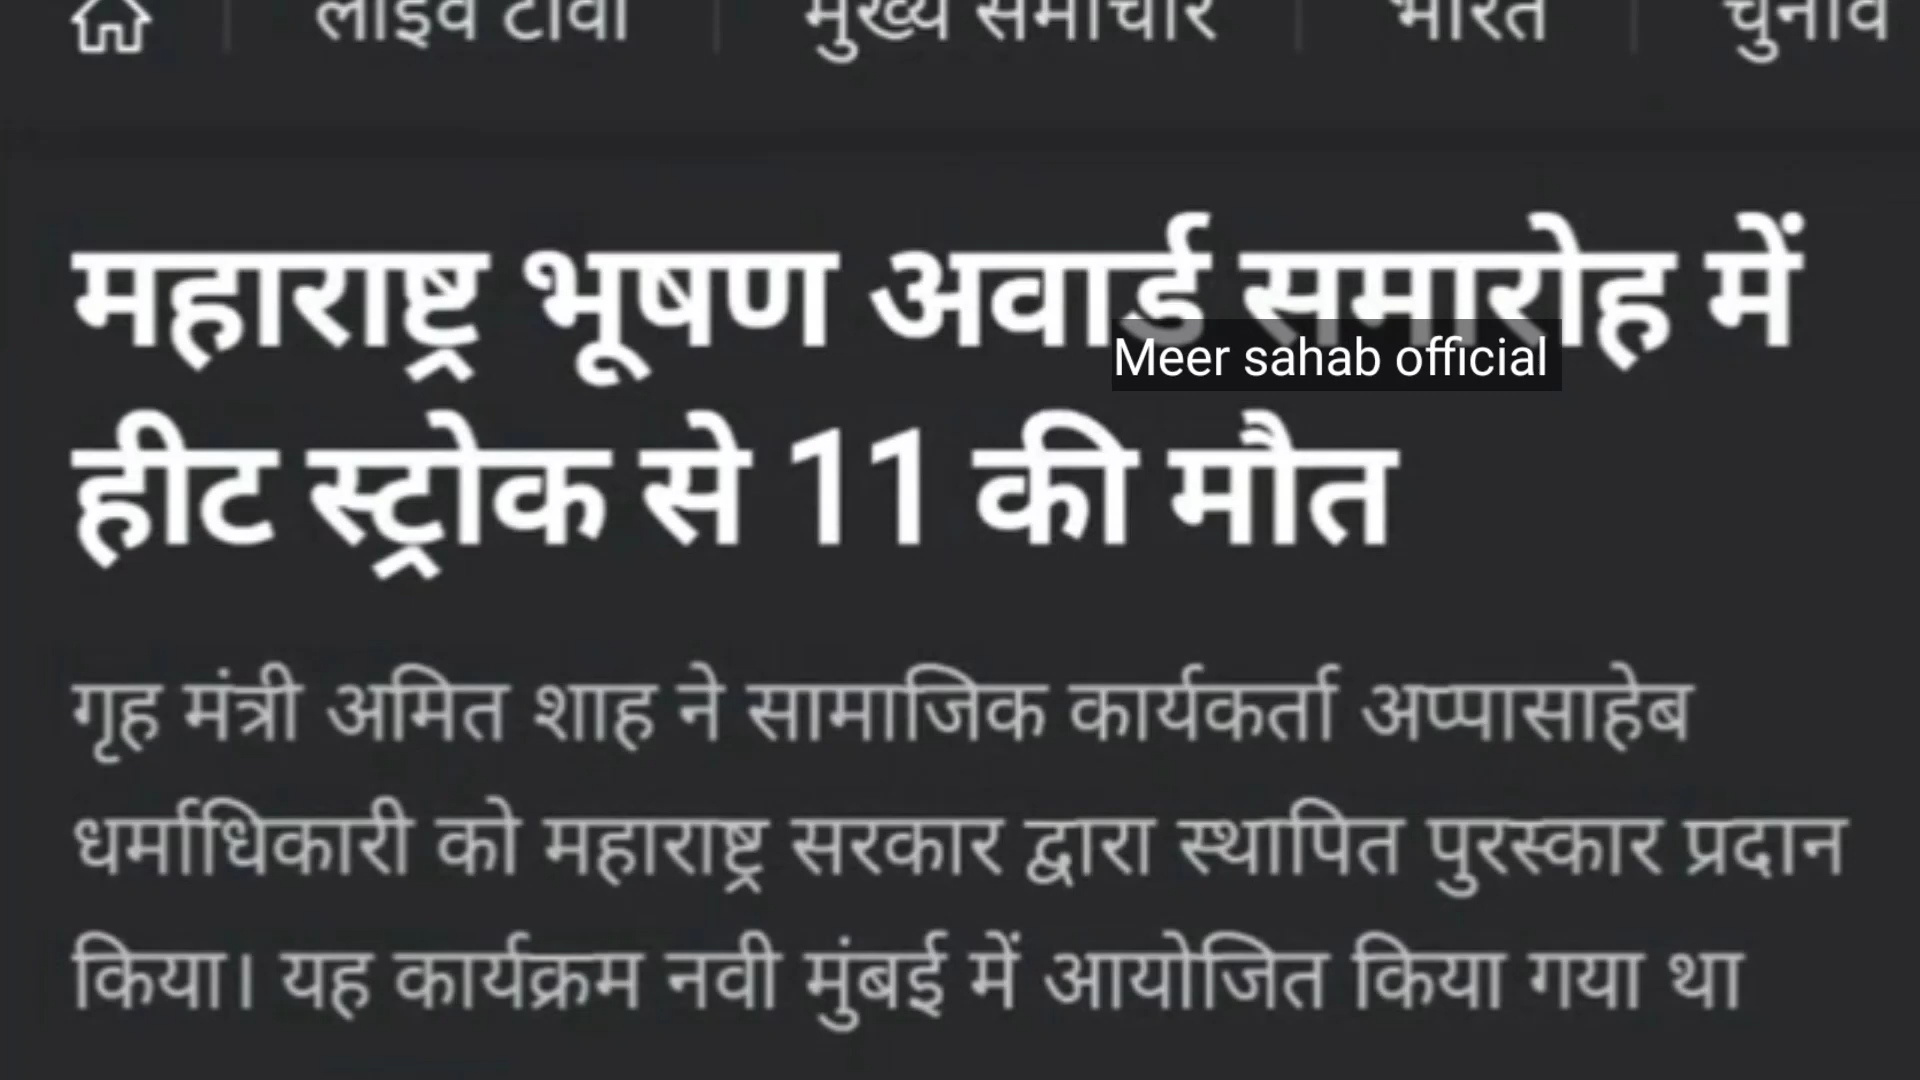 लाइव टीवी मुख्य समाचार भारत चुनाव
महाराष्ट्र भूषण अवार्ड समारोह में
Meer sahab official
हीट स्ट्रोक से 11 की मौत
गृह मंत्री अमित शाह ने सामाजिक कार्यकर्ता अप्पासाहेब
धर्माधिकारी को महाराष्ट्र सरकार द्वारा स्थापित पुरस्कार प्रदान
किया। यह कार्यक्रम नवी मुंबई में आयोजित किया गया था